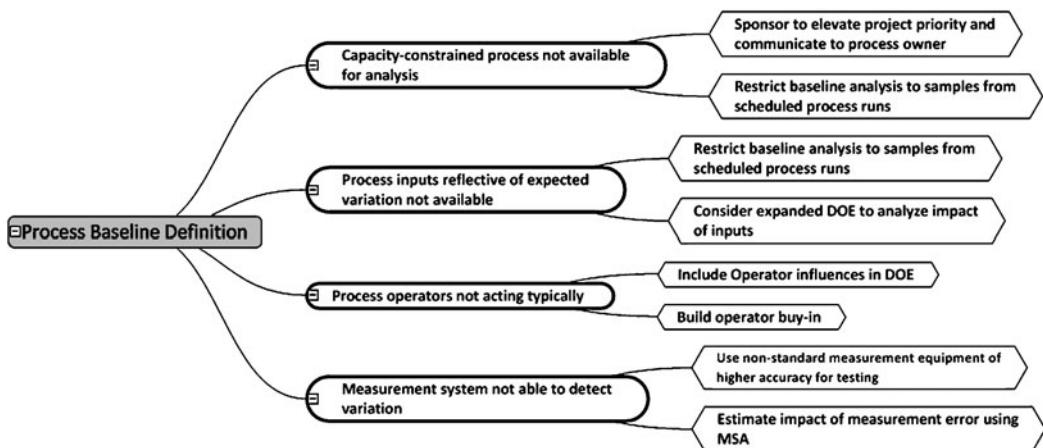 Process Baseline Definition
Capacity-constrained process not available
for analysis
Sponsor to elevate project priority and
communicate to process owner
Restrict baseline analysis to samples from
scheduled process runs
Process inputs reflective of expected
variation not available
Restrict baseline analysis to samples from
scheduled process runs
Consider expanded DOE to analyze impact
of inputs
Process operators not acting typically
Include Operator influences in DOE
Build operator buy-in
Measurement system not able to detect
variation
Use non-standard measurement equipment of
higher accuracy for testing
Estimate impact of measurement error using
MSA